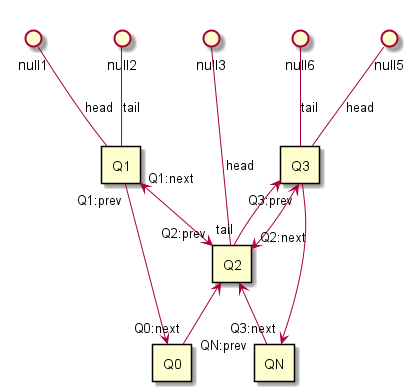 null1 null2 null3 null6 null5
head tail tail head
head
Q1 Q3
Q1:next
Q1:prev Q3:prev
Q2:prev tail Q2:next
Q2
Q0:next Q3:next
QN:prev
Q0 QN